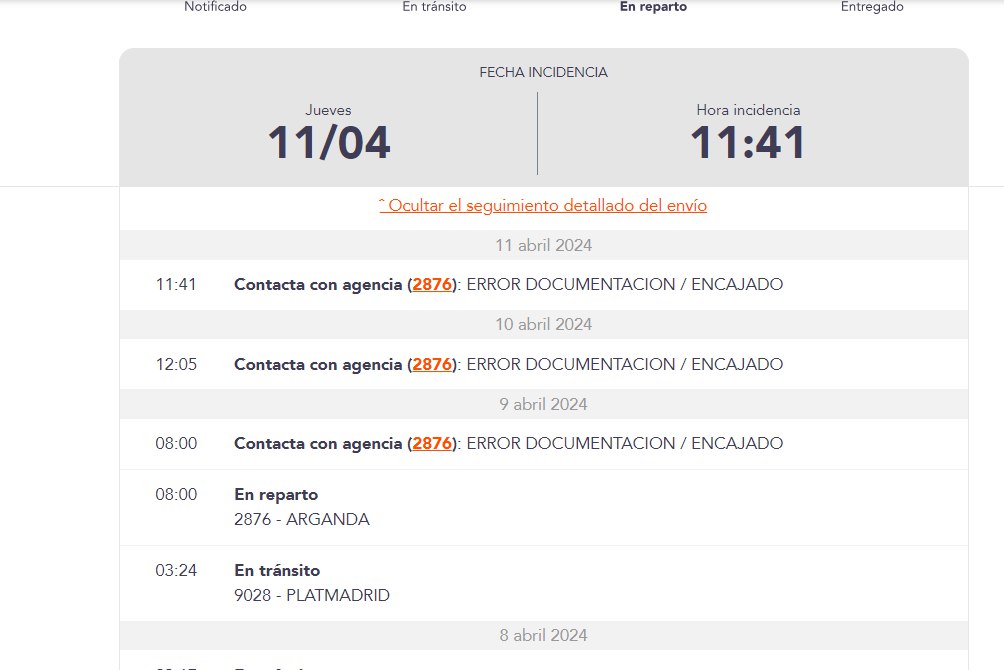 Notificado En tránsito En reparto Entregado
FECHA INCIDENCIA
Jueves Hora incidencia
11/04 11:41
ˆ Ocultar el seguimiento detallado del envío
11 abril 2024
11:41 Contacta con agencia (2876): ERROR DOCUMENTACION / ENCAJADO
10 abril 2024
12:05 Contacta con agencia (2876): ERROR DOCUMENTACION / ENCAJADO
9 abril 2024
08:00 Contacta con agencia (2876): ERROR DOCUMENTACION / ENCAJADO
08:00 En reparto
2876 - ARGANDA
03:24 En tránsito
9028 - PLATMADRID
8 abril 2024